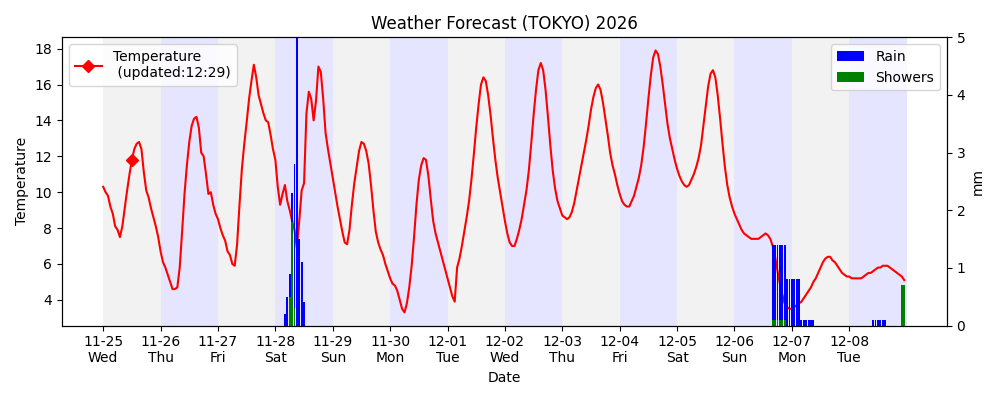 Weather Forecast (TOKYO) 2026
Temperature
(updated:12:29)
Rain
Showers
18
16
14
12
10
8
6
4
Temperature
5
4
3
2
1
0
mm
11-25 11-26 11-27 11-28 11-29 11-30 12-01 12-02 12-03 12-04 12-05 12-06 12-07 12-08
Wed Thu Fri Sat Sun Mon Tue Wed Thu Fri Sat Sun Mon Tue
Date